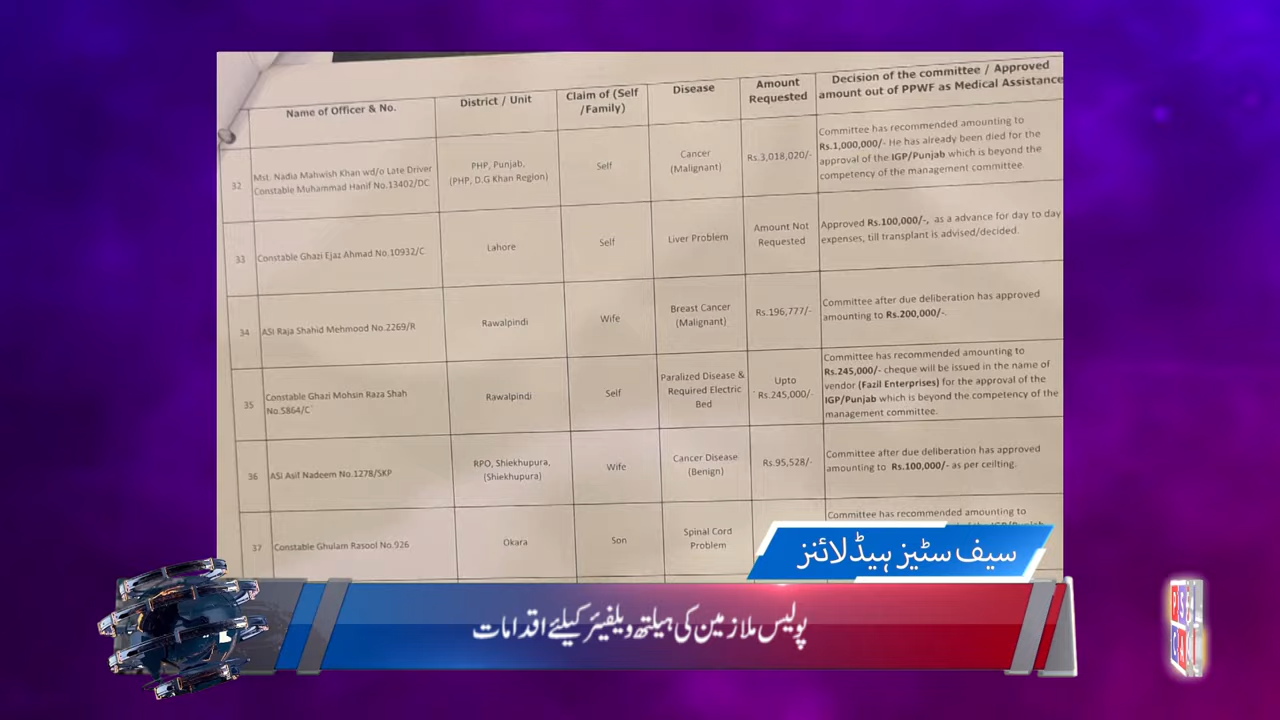 Name of Officer & No.
District / Unit
Claim of (Self
/Family)
Disease
Amount
Requested
Decision of the committee / Approved
amount out of PPWF as Medical Assistance
32
Mst. Nadia Mahwish Khan wd/o Late Driver
Constable Muhammad Hanif No.13402/DC
PHP, Punjab,
(PHP, D.G Khan Region)
Self
Cancer
(Malignant)
Rs.3,018,020/-
Committee has recommended amounting to
Rs.1,000,000/- He has already been died for the
approval of the IGP/Punjab which is beyond the
competency of the management committee.
33
Constable Ghazi Ejaz Ahmad No.10932/C
Lahore
Self
Liver Problem
Amount Not
Requested
Approved Rs.100,000/-, as a advance for day to day
expenses, till transplant is advised/decided.
34
ASI Raja Shahid Mehmood No.2269/R
Rawalpindi
Wife
Breast Cancer
(Malignant)
Rs.196,777/-
Committee after due deliberation has approved
amounting to Rs.200,000/-.
35
Constable Ghazi Mohsin Raza Shah
No.5864/C
Rawalpindi
Self
Paralized Disease &
Required Electric
Bed
Upto
Rs.245,000/-
Committee has recommended amounting to
Rs.245,000/- cheque will be issued in the name of
vendor (Fazil Enterprises) for the approval of the
IGP/Punjab which is beyond the competency of the
management committee.
36
ASI Asif Nadeem No.1278/SKP
RPO, Shiekhupura,
(Shiekhupura)
Wife
Cancer Disease
(Benign)
Rs.95,528/-
Committee after due deliberation has approved
amounting to Rs.100,000/- as per ceilting.
37
Constable Ghulam Rasool No.926
Okara
Son
Spinal Cord
Problem
Committee has recommended amounting to
سیف سٹیز ہیڈلائنز
پولیس ملازمین کی ہیلتھ ویلفیئر کیلئے اقدامات